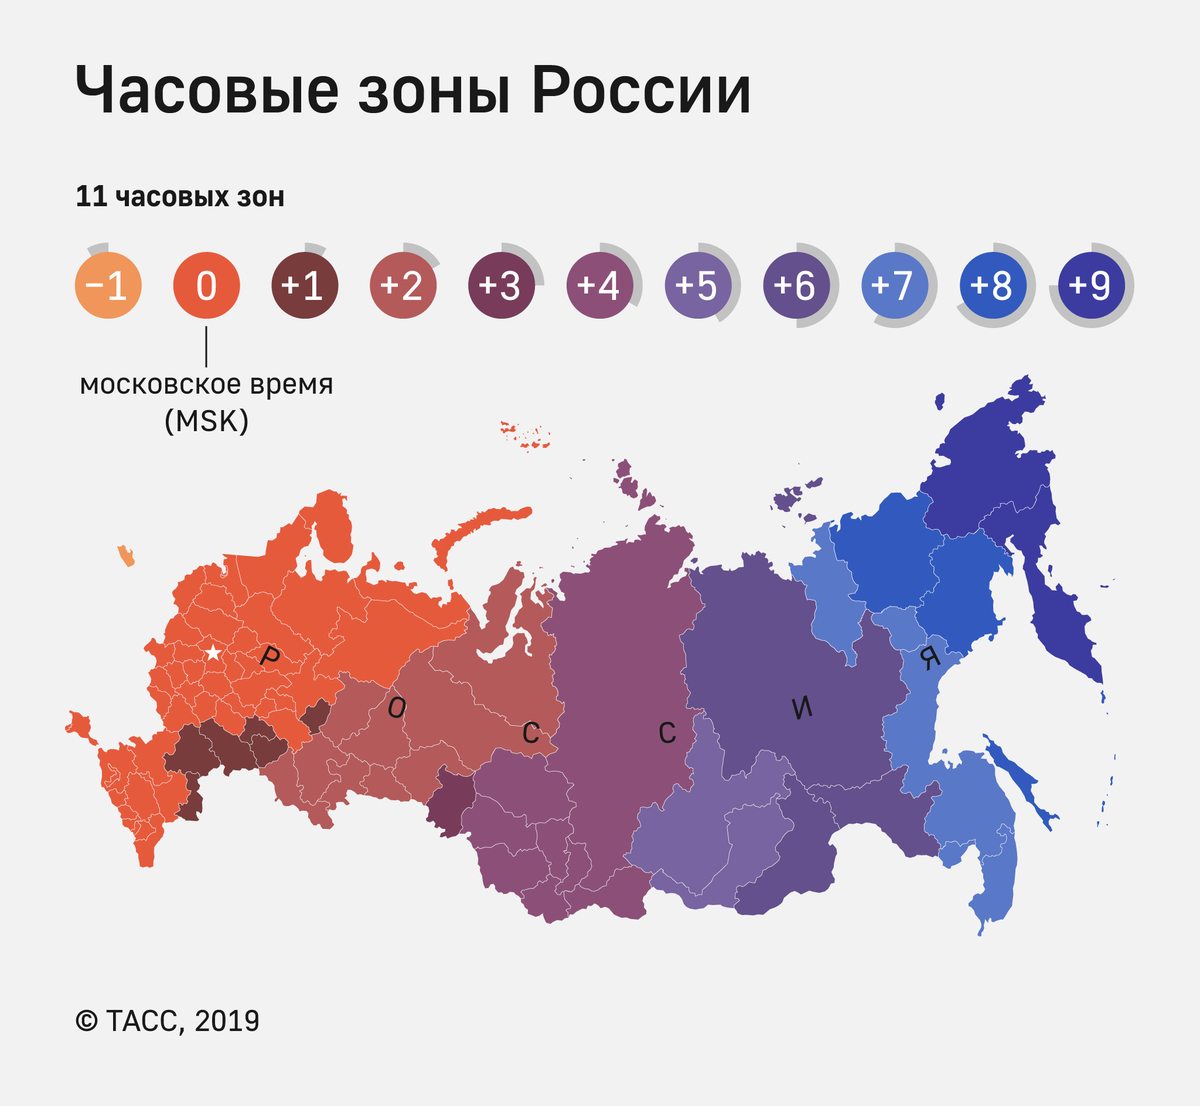 Часовые зоны России
11 часовых зон
−1 0 +1 +2 +3 +4 +5 +6 +7 +8 +9
московское время
(MSK)
Р О С С И Я
© ТАСС, 2019